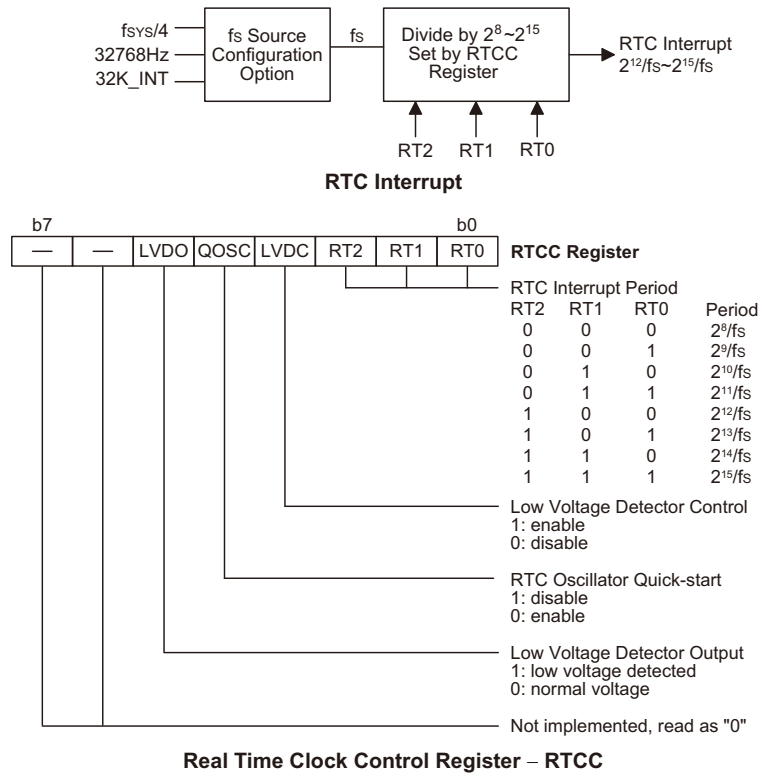 fSYS/4
32768Hz
32K_INT
fS Source
Configuration
Option
fS
Divide by 2⁸~2¹⁵
Set by RTCC
Register
RTC Interrupt
2¹²/fS~2¹⁵/fS
RT2 RT1 RT0
RTC Interrupt
b7 b0
— — LVDO QOSC LVDC RT2 RT1 RT0 RTCC Register
RTC Interrupt Period
RT2 RT1 RT0 Period
0 0 0 2⁸/fS
0 0 1 2⁹/fS
0 1 0 2¹⁰/fS
0 1 1 2¹¹/fS
1 0 0 2¹²/fS
1 0 1 2¹³/fS
1 1 0 2¹⁴/fS
1 1 1 2¹⁵/fS
Low Voltage Detector Control
1: enable
0: disable
RTC Oscillator Quick-start
1: disable
0: enable
Low Voltage Detector Output
1: low voltage detected
0: normal voltage
Not implemented, read as "0"
Real Time Clock Control Register – RTCC